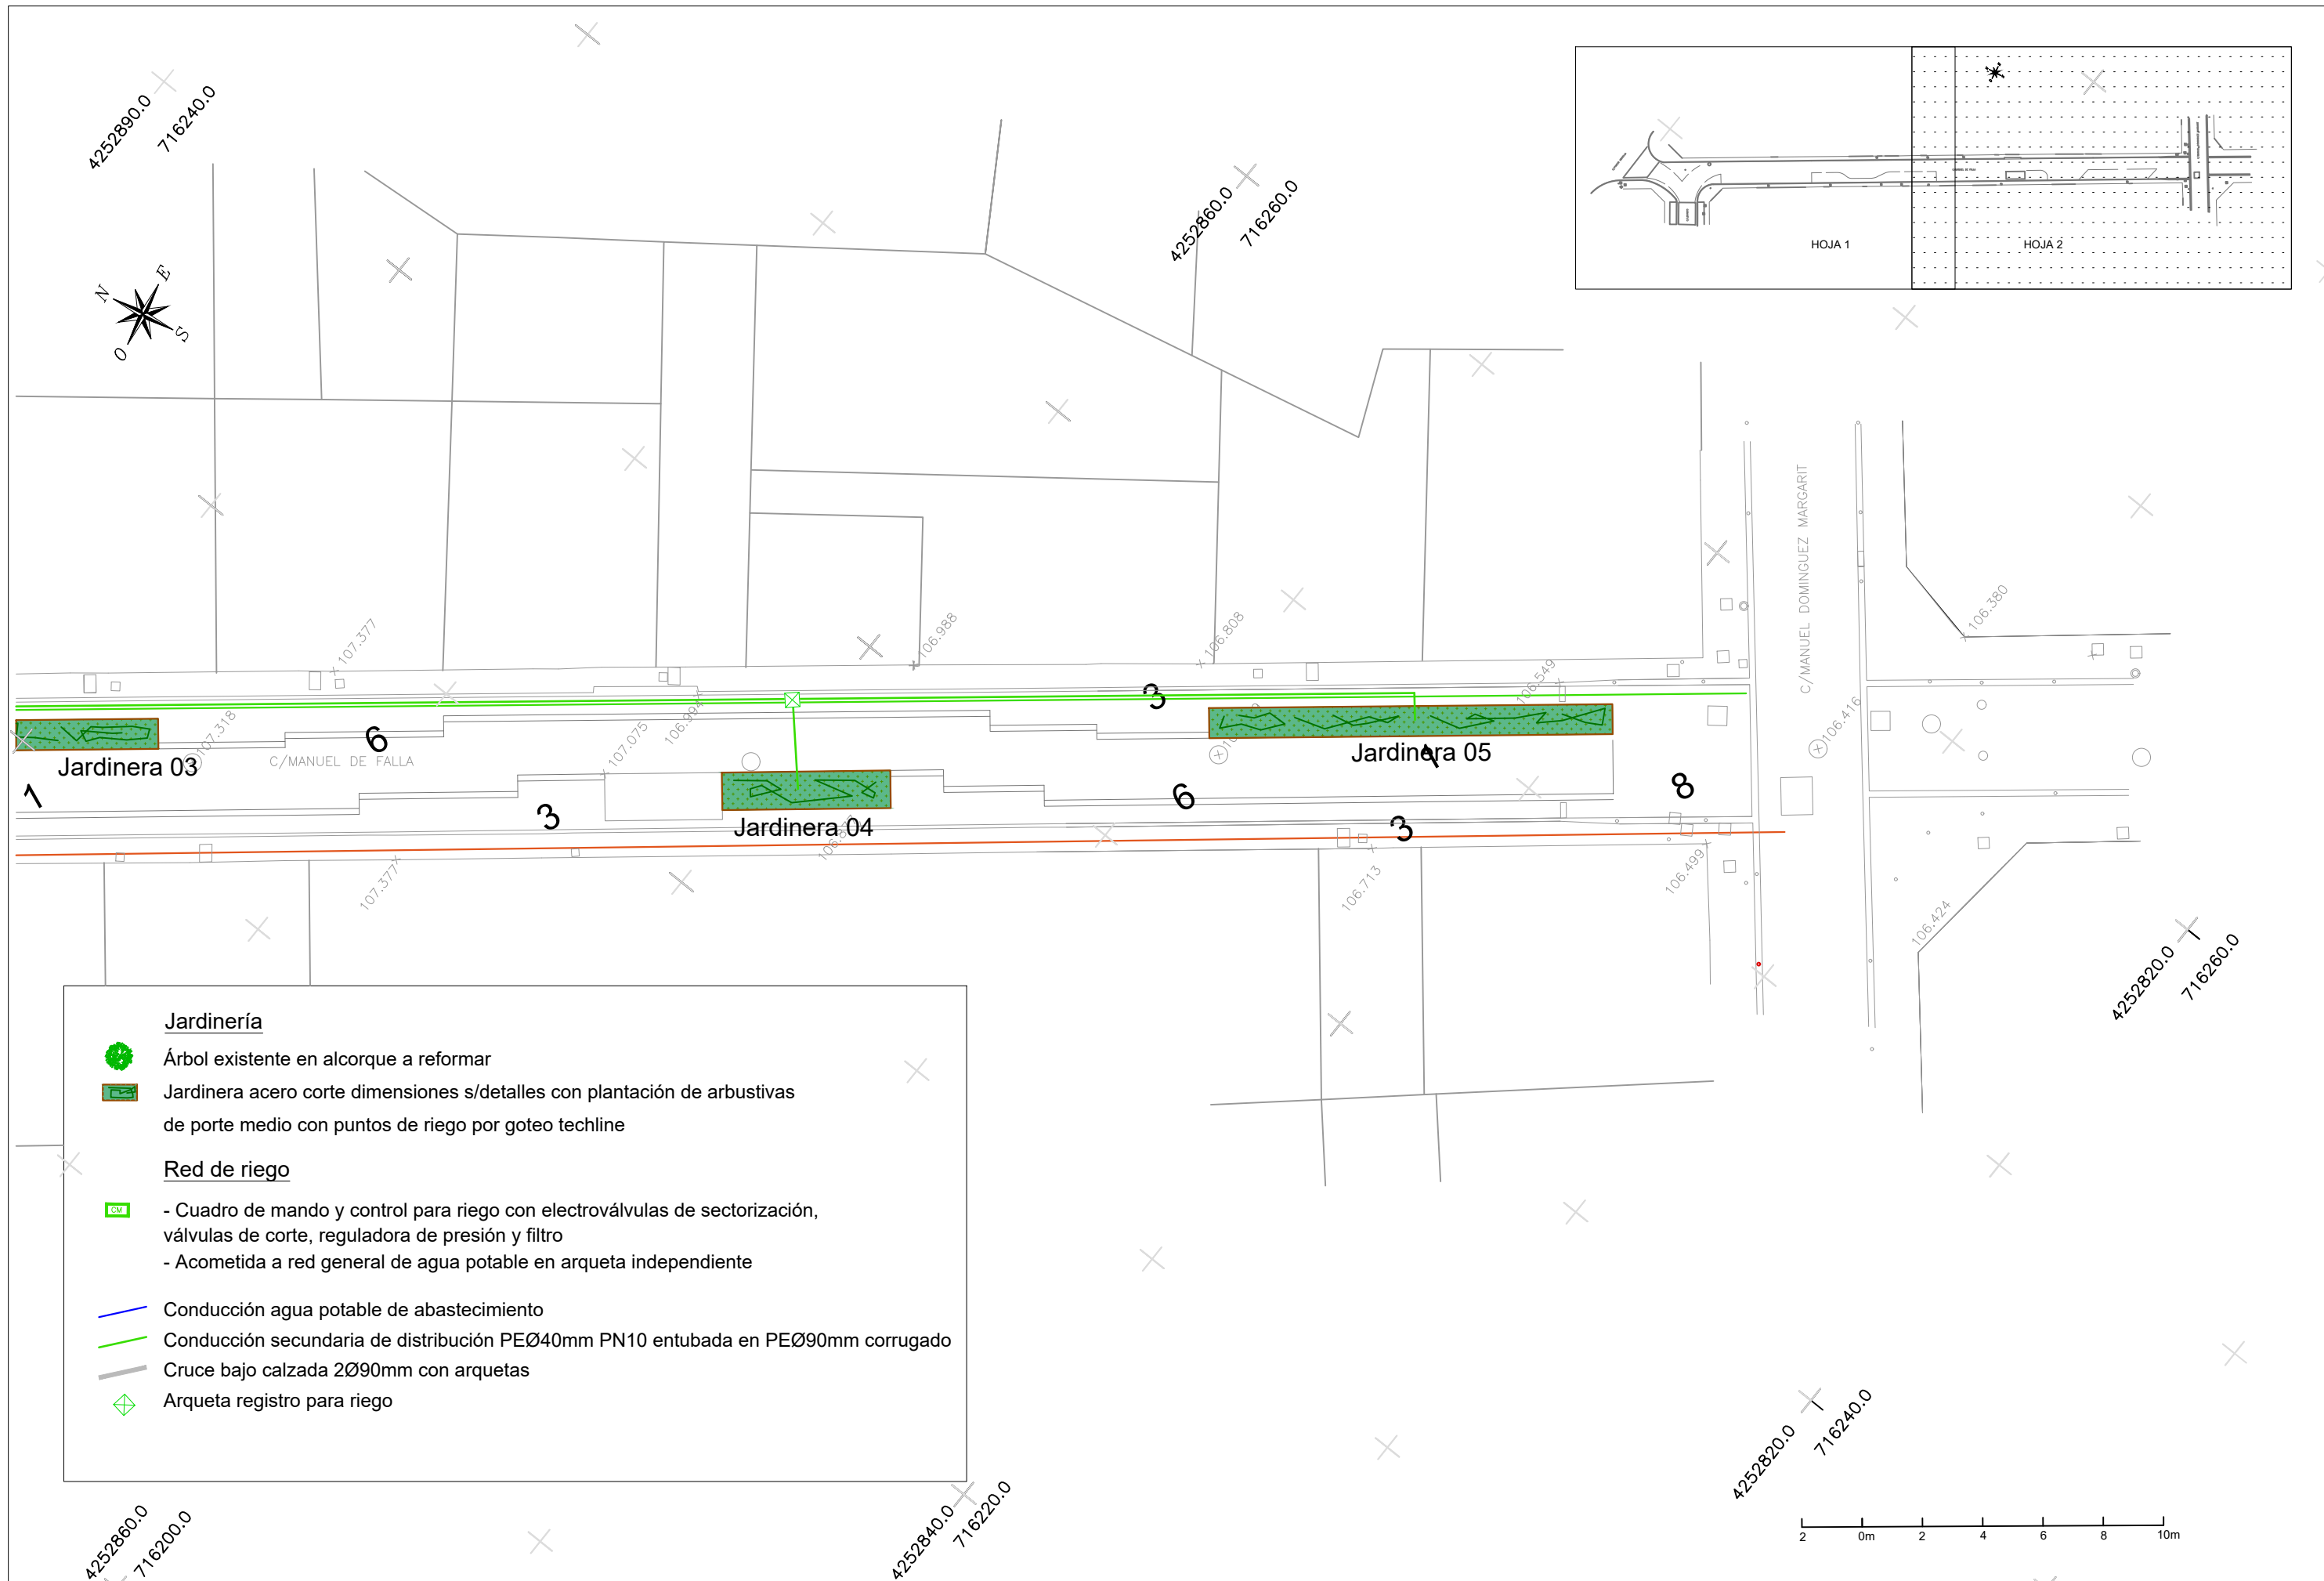 4252890.0
716240.0
4252860.0
716260.0
HOJA 1
HOJA 2
N
E
S
O
C/MANUEL DOMINGUEZ MARGARIT
106.380
107.377
106.988
106.808
106.549
3
107.318
6
107.075
106.994
106.416
Jardinera 03
C/MANUEL DE FALLA
Jardinera 05
1
3
6
8
Jardinera 04
3
107.377
106.713
106.499
106.424
4252820.0
716260.0
Jardinería
Árbol existente en alcorque a reformar
Jardinera acero corte dimensiones s/detalles con plantación de arbustivas
de porte medio con puntos de riego por goteo techline
Red de riego
CM
- Cuadro de mando y control para riego con electroválvulas de sectorización,
válvulas de corte, reguladora de presión y filtro
- Acometida a red general de agua potable en arqueta independiente
Conducción agua potable de abastecimiento
Conducción secundaria de distribución PEØ40mm PN10 entubada en PEØ90mm corrugado
Cruce bajo calzada 2Ø90mm con arquetas
Arqueta registro para riego
4252820.0
716240.0
4252860.0
716200.0
4252840.0
716220.0
2 0m 2 4 6 8 10m